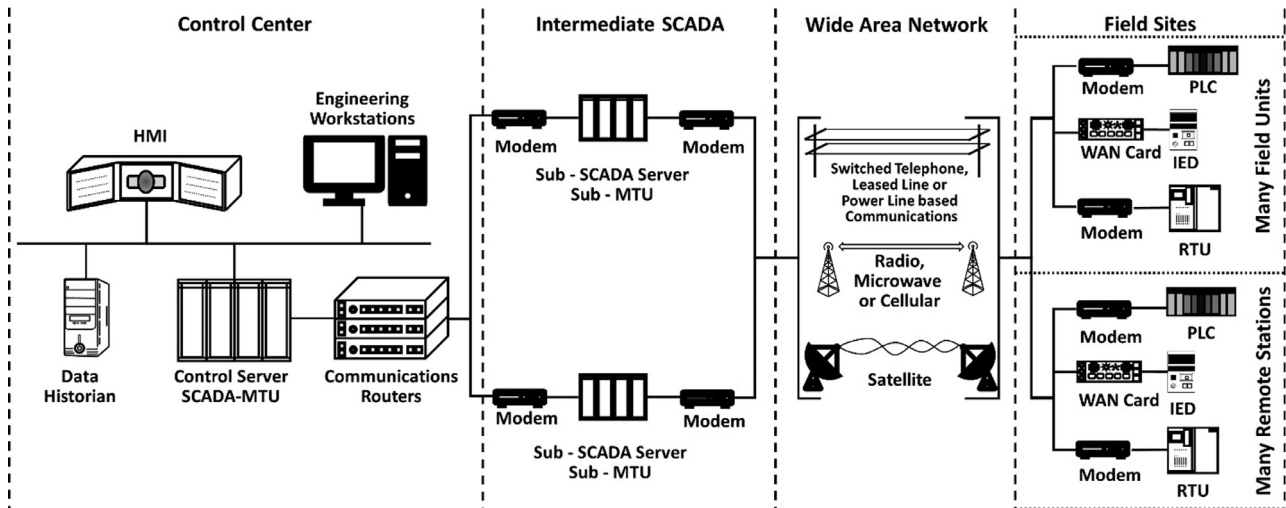 Control Center
Intermediate SCADA
Wide Area Network
Field Sites
HMI
Engineering
Workstations
Data
Historian
Control Server
SCADA-MTU
Communications
Routers
Modem
Modem
Sub - SCADA Server
Sub - MTU
Modem
Modem
Sub - SCADA Server
Sub - MTU
Switched Telephone,
Leased Line or
Power Line based
Communications
Radio,
Microwave
or Cellular
Satellite
Modem
PLC
WAN Card
IED
Modem
RTU
Many Field Units
Modem
PLC
WAN Card
IED
Modem
RTU
Many Remote Stations